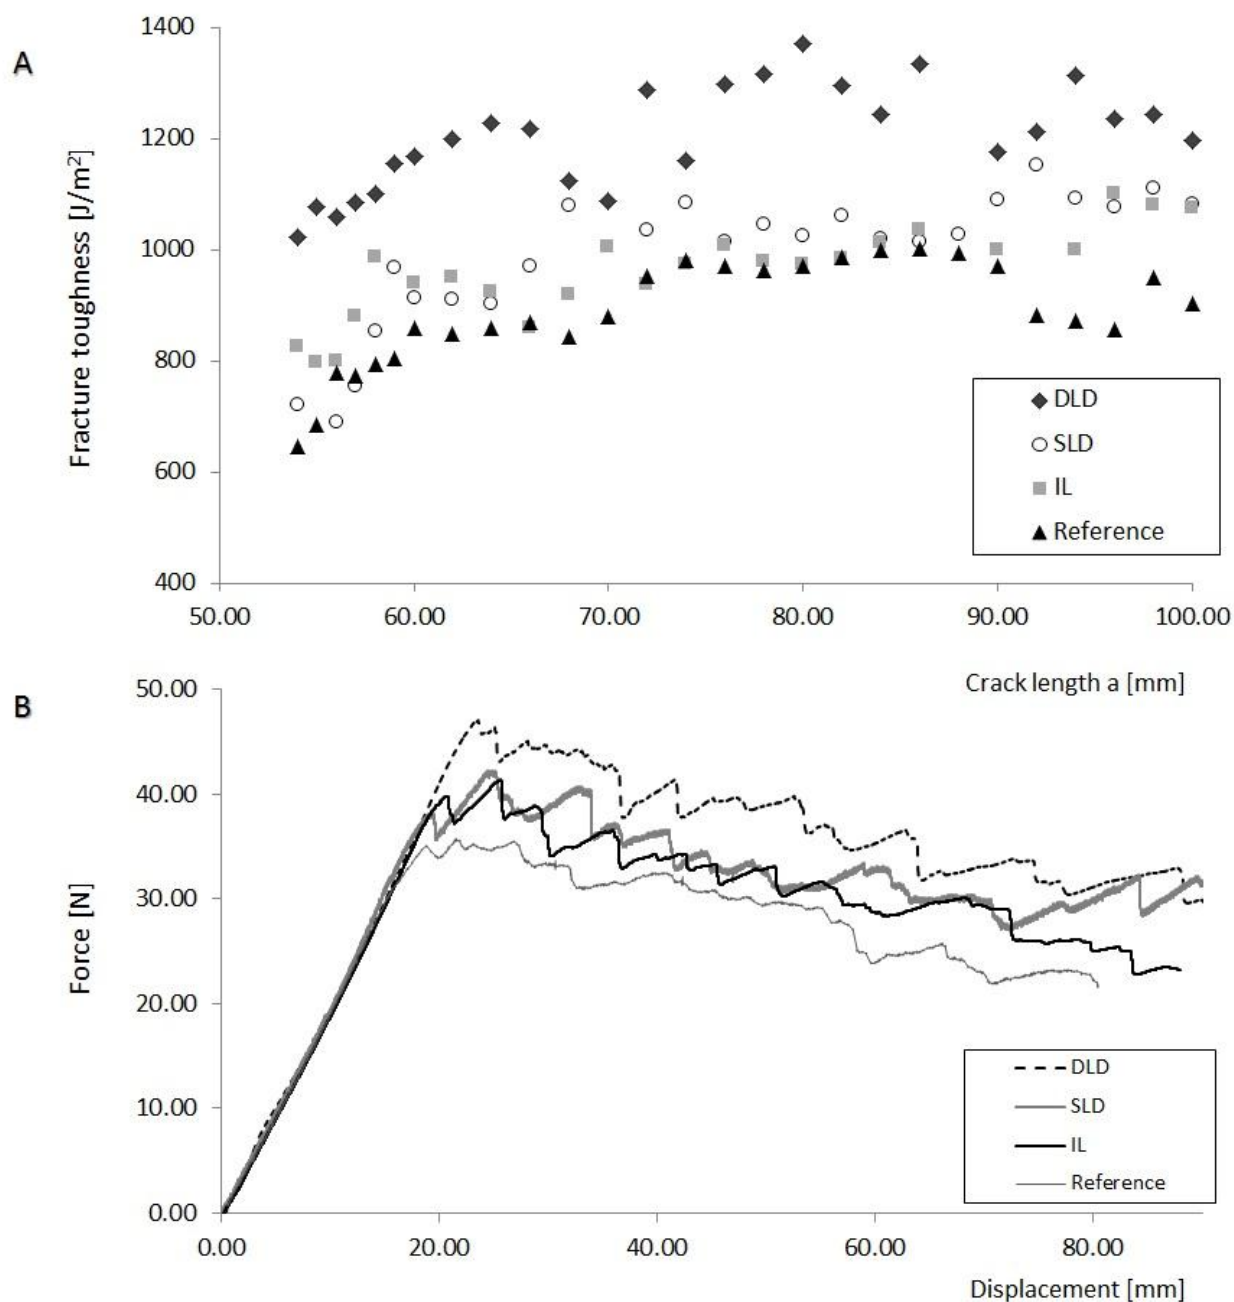 A
1400
1200
1000
800
600
400
Fracture toughness [J/m²]
DLD
SLD
IL
Reference
50.00 60.00 70.00 80.00 90.00 100.00
Crack length a [mm]
B
50.00
40.00
30.00
20.00
10.00
0.00
Force [N]
DLD
SLD
IL
Reference
0.00 20.00 40.00 60.00 80.00
Displacement [mm]